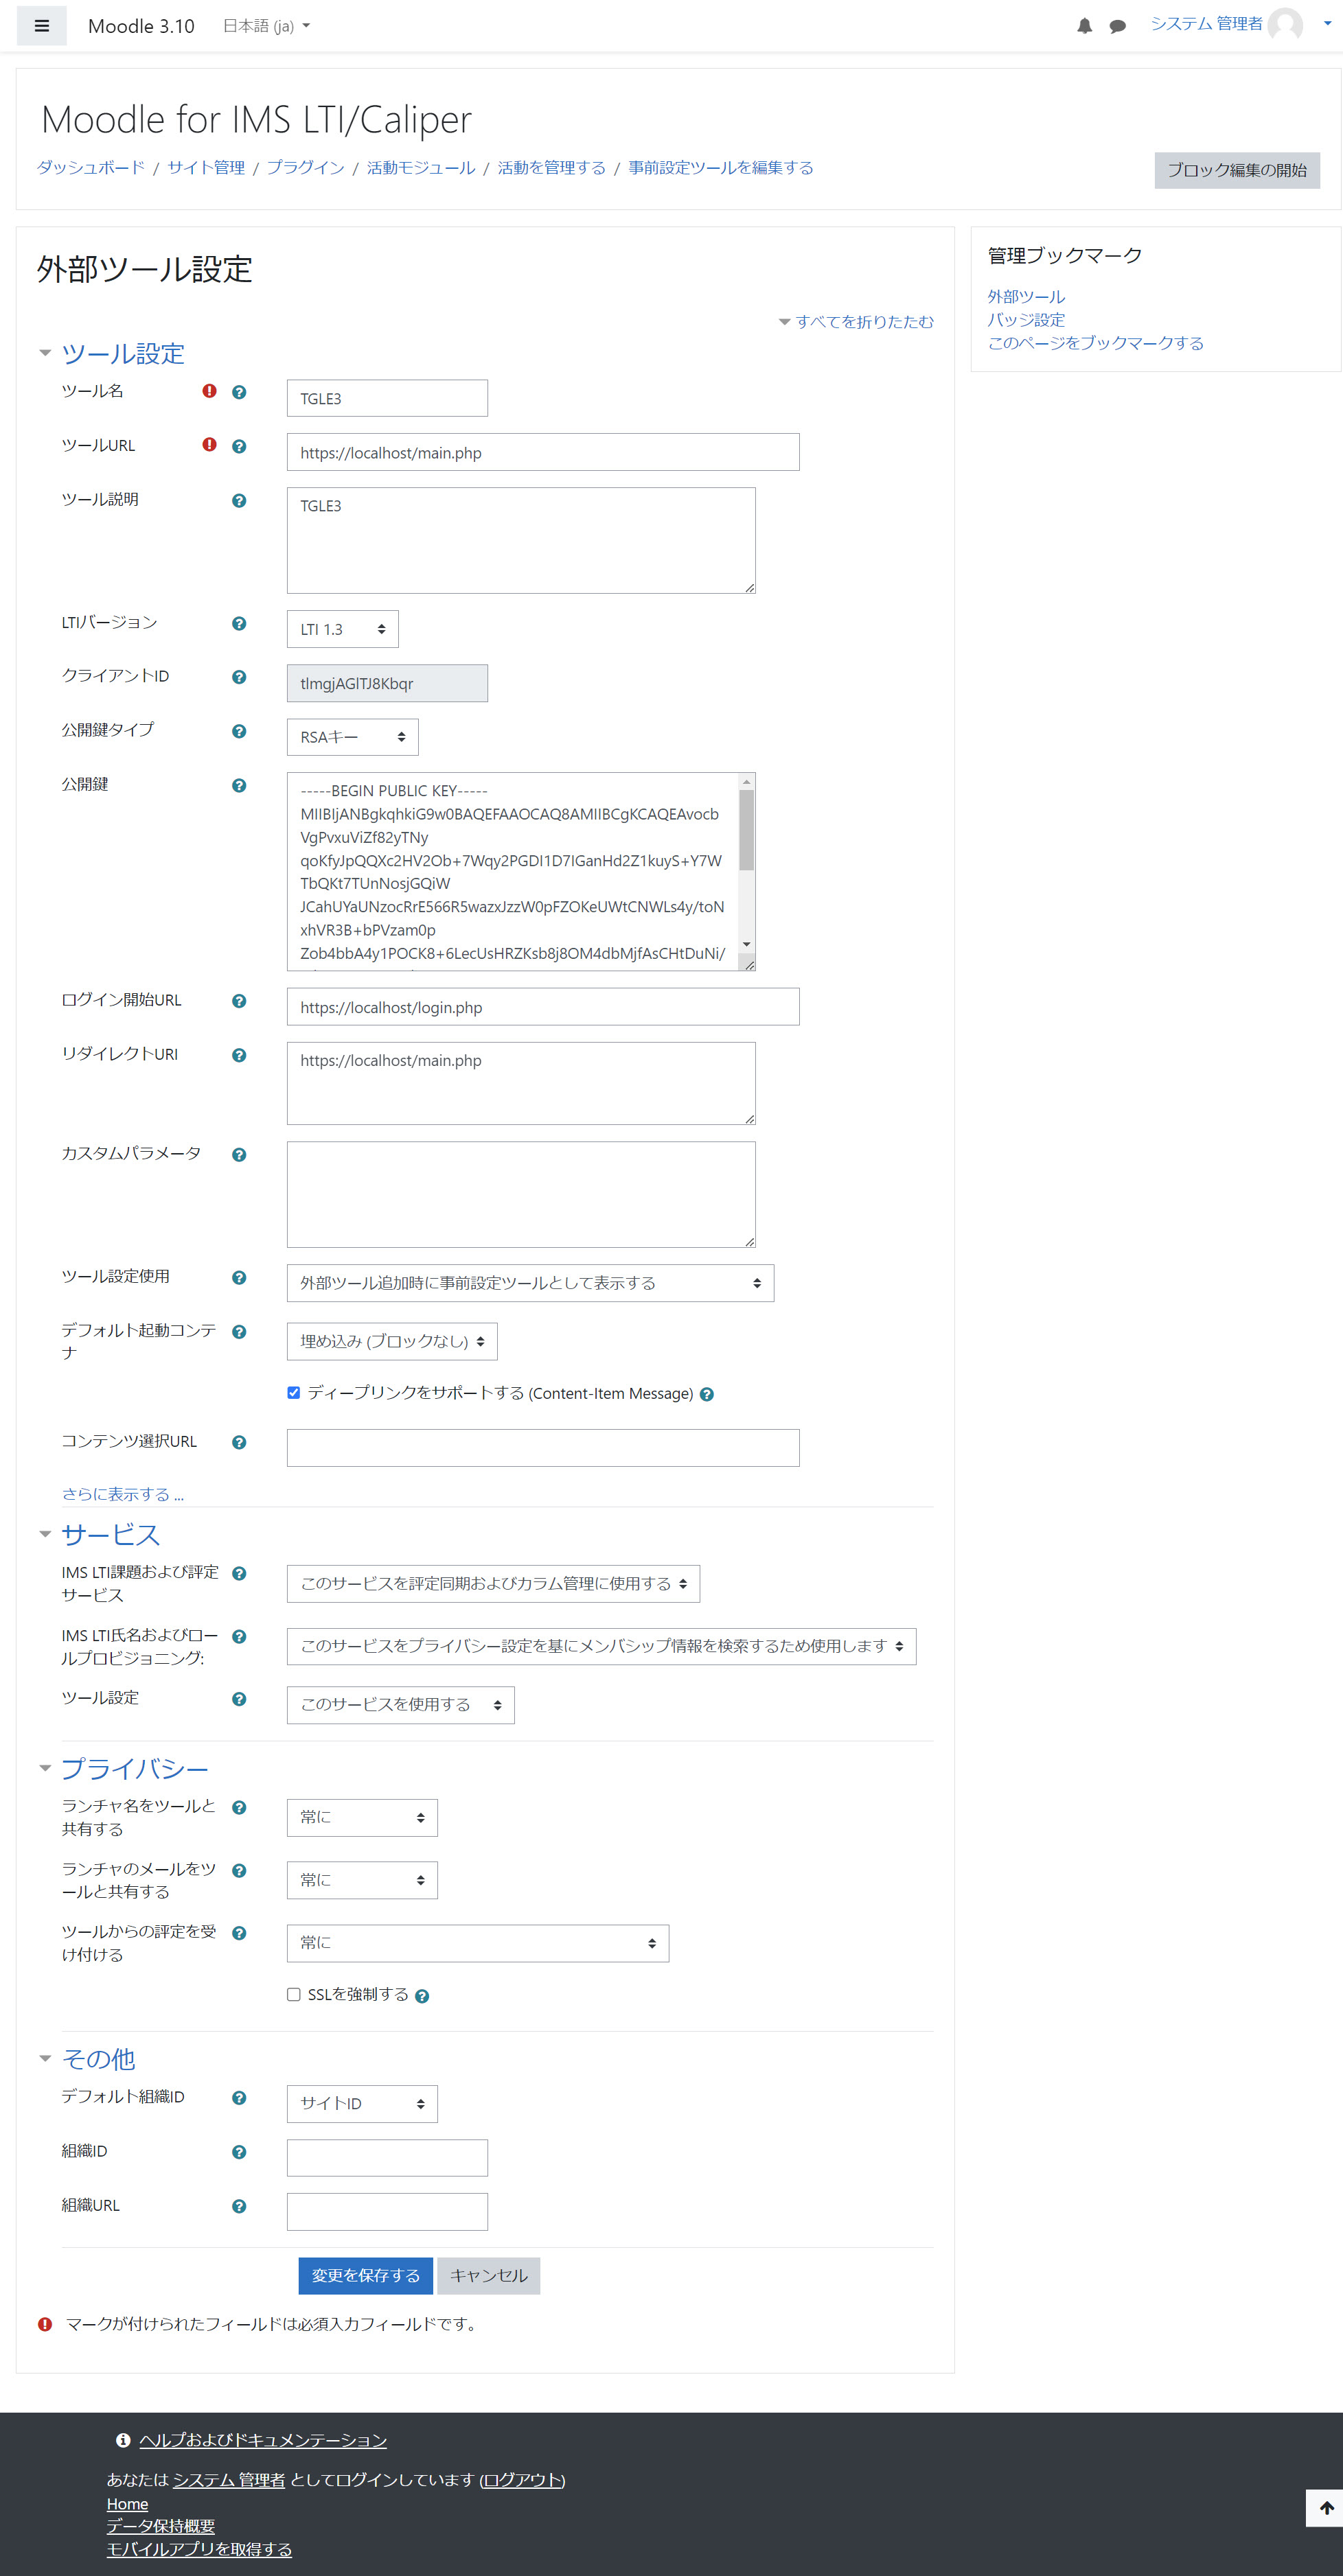 Moodle 3.10 日本語 (ja) システム 管理者
Moodle for IMS LTI/Caliper
ダッシュボード / サイト管理 / プラグイン / 活動モジュール / 活動を管理する / 事前設定ツールを編集する
ブロック編集の開始
外部ツール設定
すべてを折りたたむ
ツール設定
ツール名 TGLE3
ツールURL https://localhost/main.php
ツール説明 TGLE3
LTIバージョン LTI 1.3
クライアントID tlmgjAGlTJ8Kbqr
公開鍵タイプ RSAキー
公開鍵 -----BEGIN PUBLIC KEY-----
MIIBIjANBgkqhkiG9w0BAQEFAAOCAQ8AMIIBCgKCAQEAvocb
VgPvxuViZf82yTNy
qoKfyJpQQXc2HV2Ob+7Wqy2PGDI1D7IGanHd2Z1kuyS+Y7W
TbQKt7TUnNosjGQiW
JCahUYaUNzocRrE566R5wazxJzzW0pFZOKeUWtCNWLs4y/toN
xhVR3B+bPVzam0p
Zob4bbA4y1POCK8+6LecUsHRZKsb8j8OM4dbMjfAsCHtDuNi/
ログイン開始URL https://localhost/login.php
リダイレクトURI https://localhost/main.php
カスタムパラメータ
ツール設定使用 外部ツール追加時に事前設定ツールとして表示する
デフォルト起動コンテ
ナ
埋め込み (ブロックなし)
ディープリンクをサポートする (Content-Item Message)
コンテンツ選択URL
さらに表示する ...
サービス
IMS LTI課題および評定
サービス
このサービスを評定同期およびカラム管理に使用する
IMS LTI氏名およびロー
ルプロビジョニング:
このサービスをプライバシー設定を基にメンバシップ情報を検索するため使用します
ツール設定 このサービスを使用する
プライバシー
ランチャ名をツールと
共有する
常に
ランチャのメールをツ
ールと共有する
常に
ツールからの評定を受
け付ける
常に
SSLを強制する
その他
デフォルト組織ID サイトID
組織ID
組織URL
変更を保存する キャンセル
マークが付けられたフィールドは必須入力フィールドです。
管理ブックマーク
外部ツール
バッジ設定
このページをブックマークする
ヘルプおよびドキュメンテーション
あなたは システム 管理者 としてログインしています (ログアウト)
Home
データ保持概要
モバイルアプリを取得する